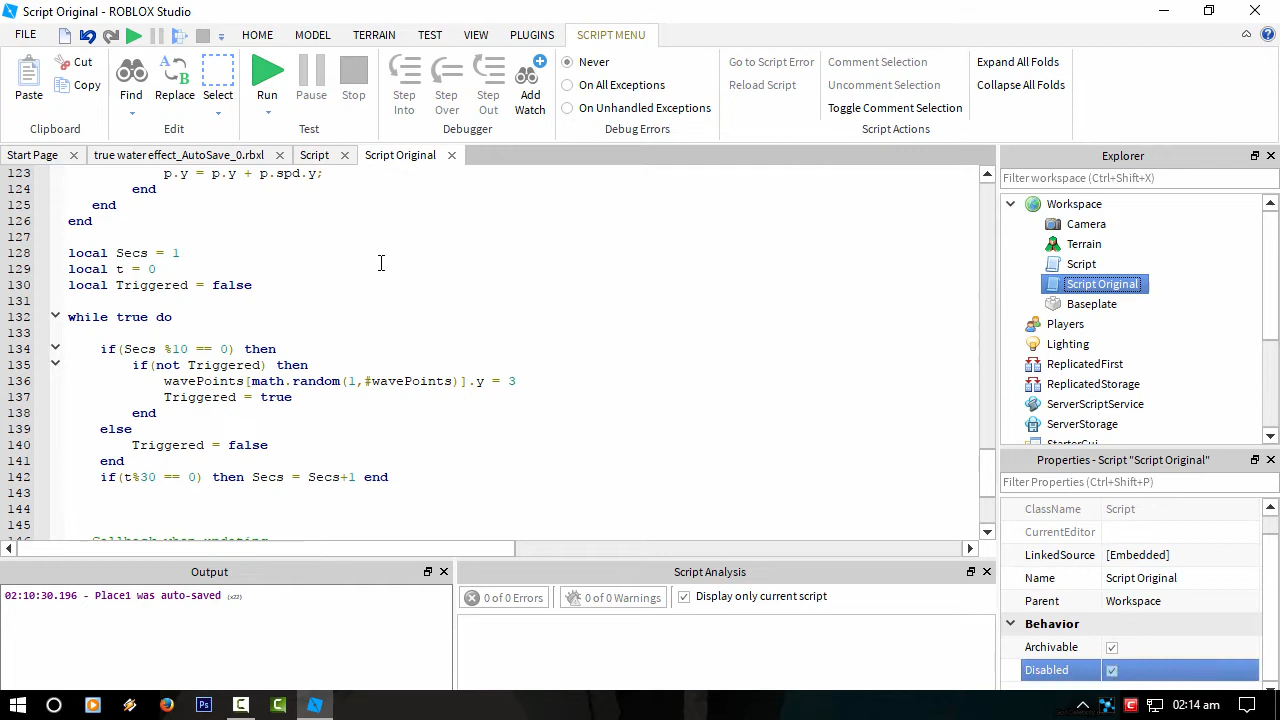 Script Original - ROBLOX Studio
FILE HOME MODEL TERRAIN TEST VIEW PLUGINS SCRIPT MENU
Paste Cut Copy
Clipboard
Find Replace Select
Edit
Run Pause Stop
Test
Step Into Step Over Step Out Add Watch
Debugger
Never
On All Exceptions
On Unhandled Exceptions
Debug Errors
Go to Script Error
Reload Script
Comment Selection
Uncomment Selection
Toggle Comment Selection
Script Actions
Expand All Folds
Collapse All Folds
Start Page true water effect_AutoSave_0.rbxl Script Script Original
123 p.y = p.y + p.spd.y;
124 end
125 end
126 end
127
128 local Secs = 1
129 local t = 0
130 local Triggered = false
131
132 while true do
133
134 if(Secs %10 == 0) then
135 if(not Triggered) then
136 wavePoints[math.random(1,#wavePoints)].y = 3
137 Triggered = true
138 end
139 else
140 Triggered = false
141 end
142 if(t%30 == 0) then Secs = Secs+1 end
143
144
145
Explorer
Filter workspace (Ctrl+Shift+X)
Workspace
Camera
Terrain
Script
Script Original
Baseplate
Players
Lighting
ReplicatedFirst
ReplicatedStorage
ServerScriptService
ServerStorage
StarterGui
Properties - Script "Script Original"
Filter Properties (Ctrl+Shift+P)
ClassName Script
CurrentEditor
LinkedSource [Embedded]
Name Script Original
Parent Workspace
Behavior
Archivable
Disabled
Output
02:10:30.196 - Place1 was auto-saved (x22)
Script Analysis
0 of 0 Errors 0 of 0 Warnings Display only current script
02:14 am